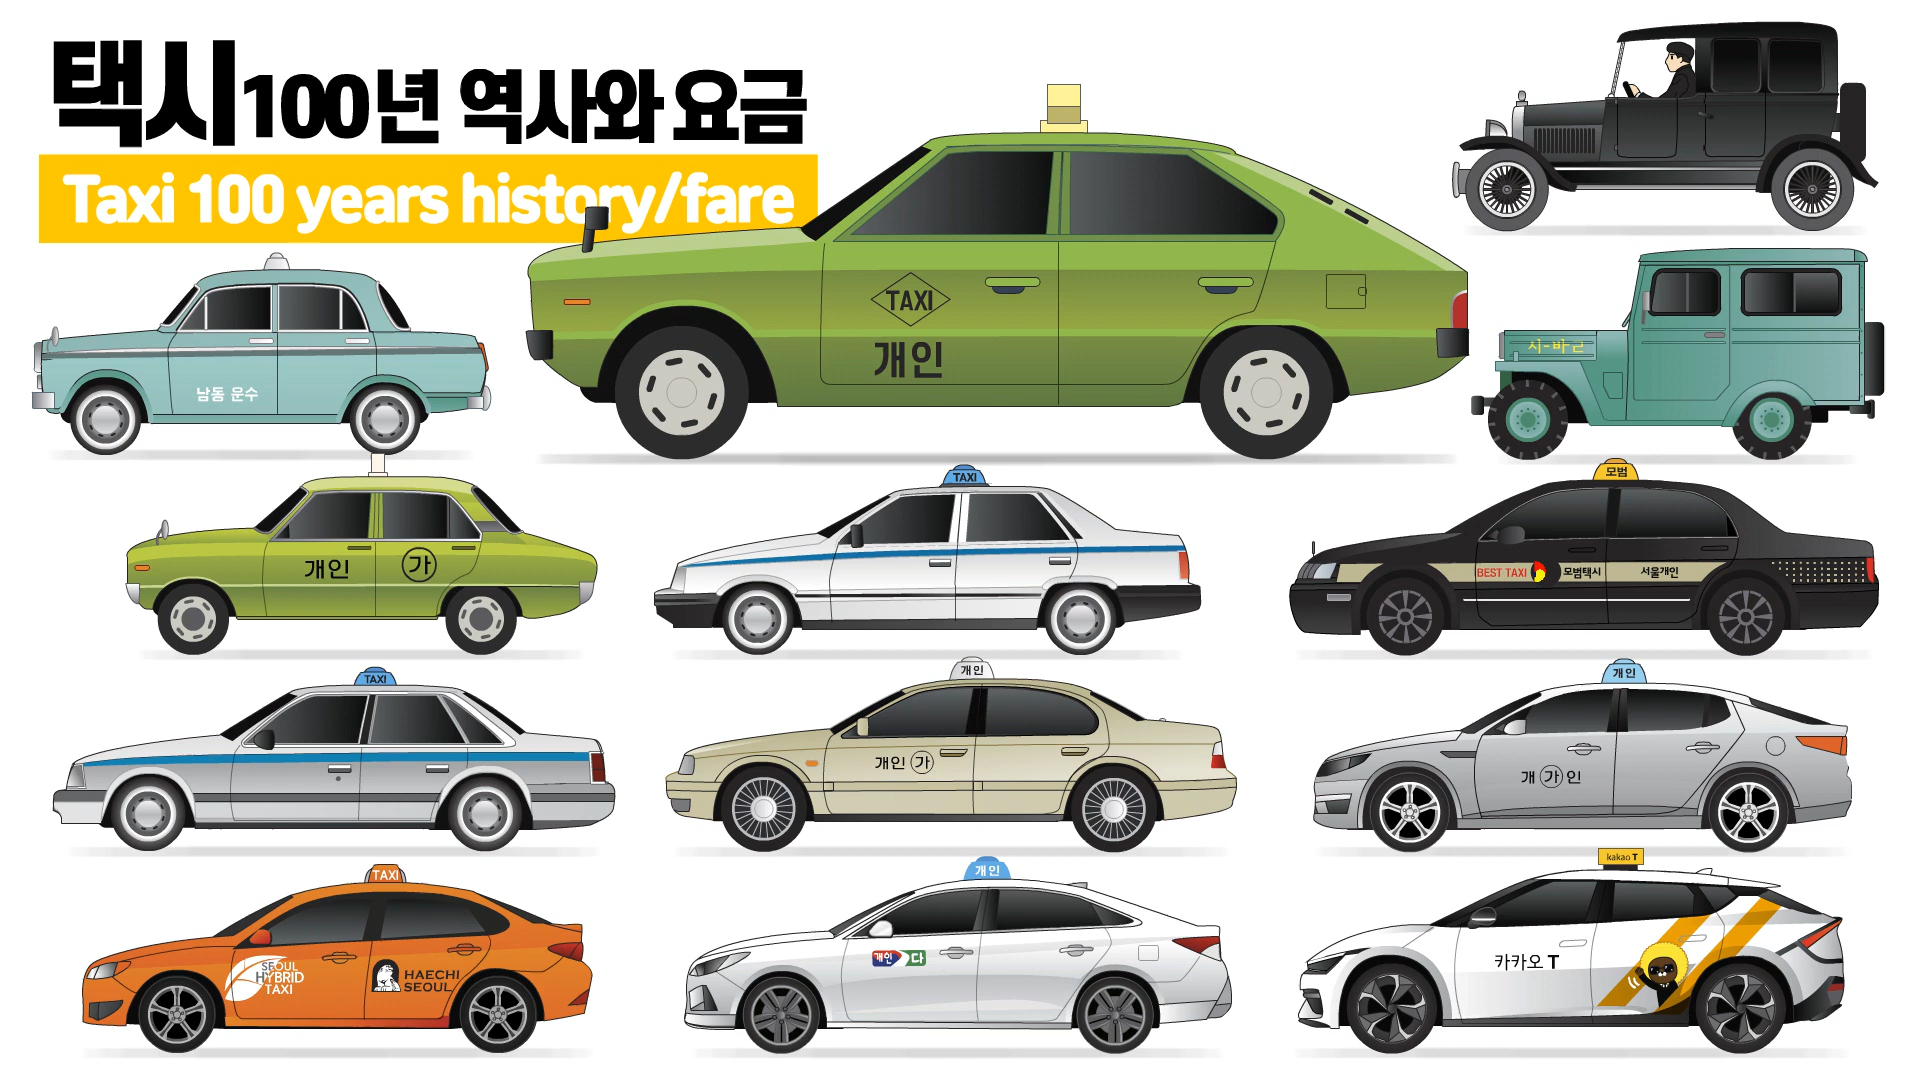 택시100년 역사와 요금
Taxi 100 years history/fare
TAXI
개인
남동 운수
시-바ㄹ
개인 가
TAXI
모범
BEST TAXI 모범택시 서울개인
TAXI
개인
개인 가
개인
개 가 인
TAXI
SEOUL
HYBRID
TAXI
HAECHI
SEOUL
개인
개인 다
kakao T
카카오 T